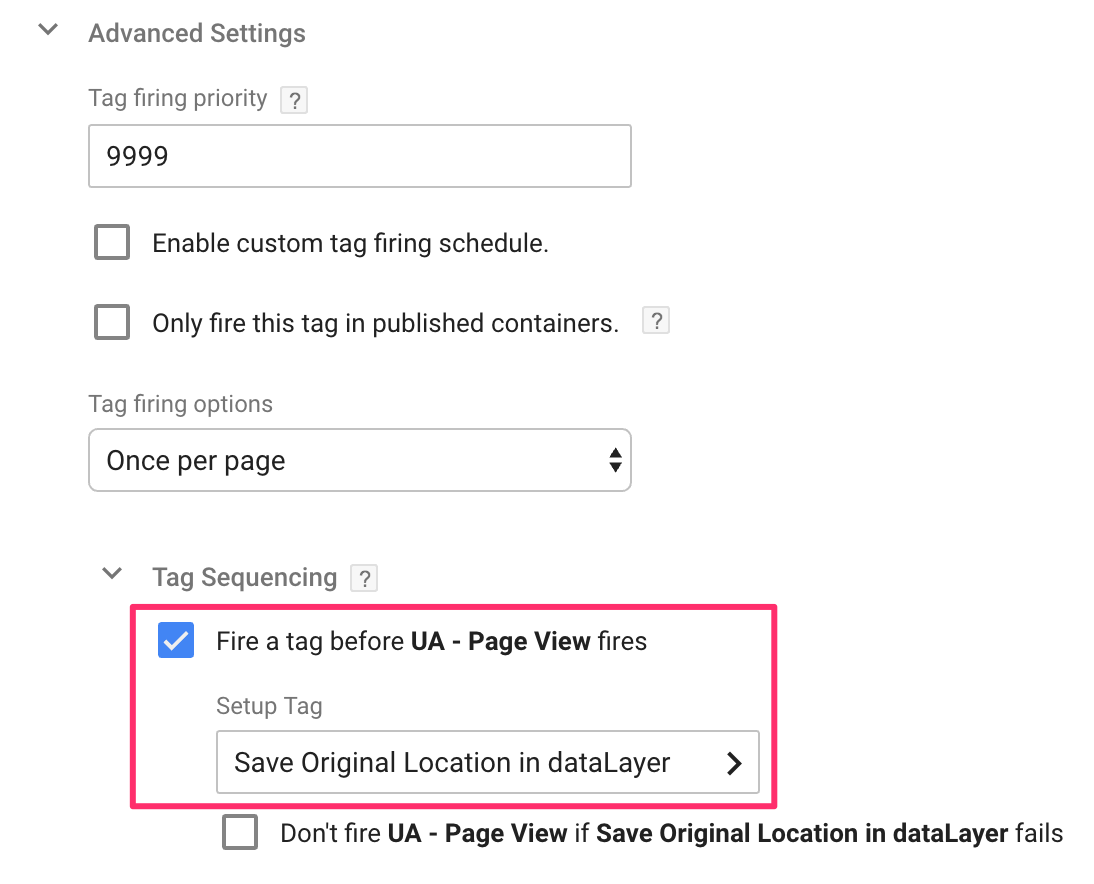 Advanced Settings
Tag firing priority ?
9999
Enable custom tag firing schedule.
Only fire this tag in published containers. ?
Tag firing options
Once per page
Tag Sequencing ?
Fire a tag before UA - Page View fires
Setup Tag
Save Original Location in dataLayer
Don't fire UA - Page View if Save Original Location in dataLayer fails